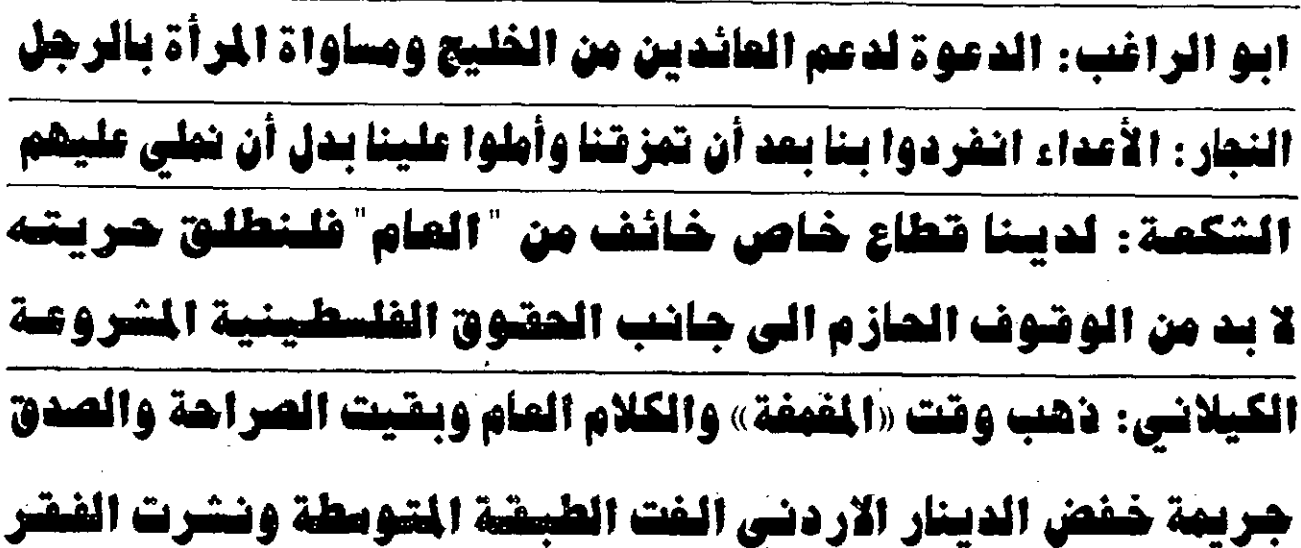 ابو الراغب: الدعوة لدعم العائدين من الخليج ومساواة المرأة بالرجل
النجار: الأعداء انفردوا بنا بعد أن تمزقنا وأملوا علينا بدل أن نملي عليهم
الشكعة: لدينا قطاع خاص خائف من "العام" فلنطلق حريته
لا بد من الوقوف الحازم الى جانب الحقوق الفلسطينية المشروعة
الكيلاني: ذهب وقت «المغمغة» والكلام العام وبقيت الصراحة والصدق
جريمة خفض الدينار الاردني الغت الطبقة المتوسطة ونشرت الفقر